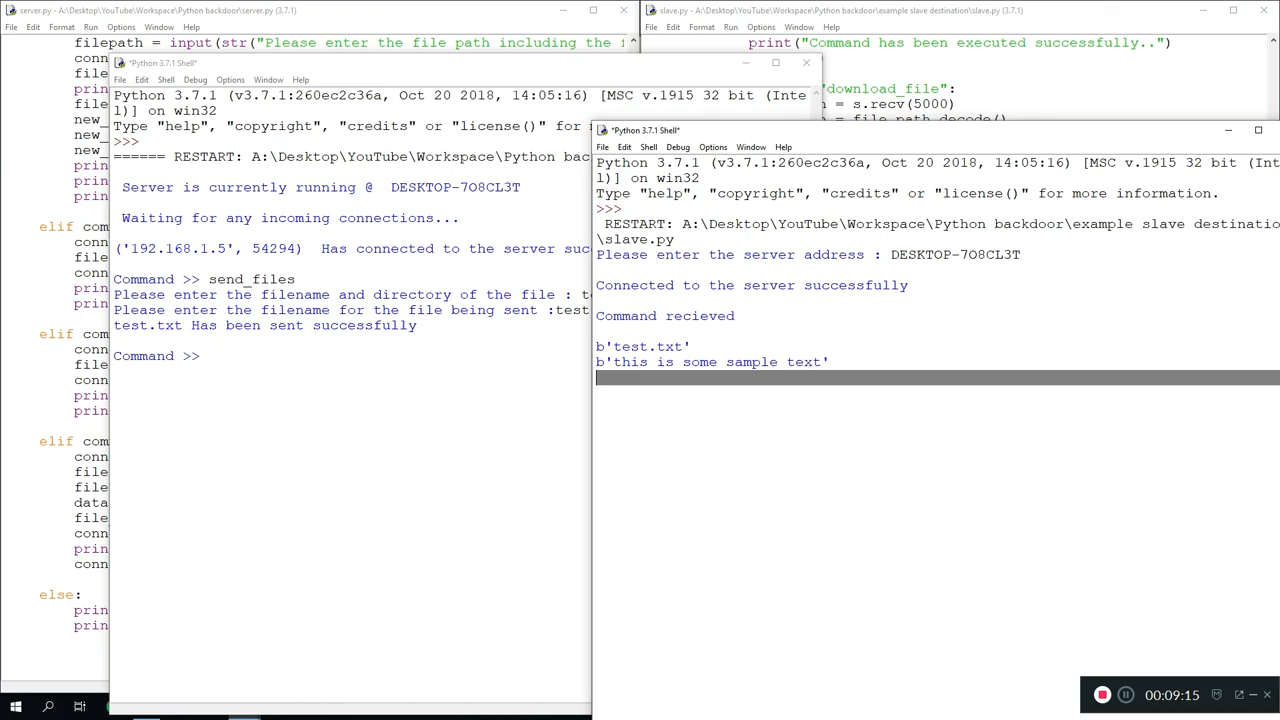 server.py - A:\Desktop\YouTube\Workspace\Python backdoor\server.py (3.7.1)
File Edit Format Run Options Window Help
filepath = input(str("Please enter the file path including the
conn
file
prin
file
new_
new_
new_
prin
prin
prin
elif com
conn
file
conn
prin
prin
elif com
conn
file
conn
prin
prin
elif com
conn
file
file
data
file
conn
prin
conn
else:
prin
prin
slave.py - A:\Desktop\YouTube\Workspace\Python backdoor\example slave destination\slave.py (3.7.1)
File Edit Format Run Options Window Help
print("Command has been executed successfully..")
"download_file":
= s.recv(5000)
= file_path.decode()
*Python 3.7.1 Shell*
File Edit Shell Debug Options Window Help
Python 3.7.1 (v3.7.1:260ec2c36a, Oct 20 2018, 14:05:16) [MSC v.1915 32 bit (Inte
l)] on win32
Type "help", "copyright", "credits" or "license()" for
>>>
====== RESTART: A:\Desktop\YouTube\Workspace\Python bac
Server is currently running @ DESKTOP-7O8CL3T
Waiting for any incoming connections...
('192.168.1.5', 54294) Has connected to the server suc
Command >> send_files
Please enter the filename and directory of the file : te
Please enter the filename for the file being sent :test
test.txt Has been sent successfully
Command >>
*Python 3.7.1 Shell*
File Edit Shell Debug Options Window Help
Python 3.7.1 (v3.7.1:260ec2c36a, Oct 20 2018, 14:05:16) [MSC v.1915 32 bit (Int
l)] on win32
Type "help", "copyright", "credits" or "license()" for more information.
>>>
RESTART: A:\Desktop\YouTube\Workspace\Python backdoor\example slave destinatio
\slave.py
Please enter the server address : DESKTOP-7O8CL3T
Connected to the server successfully
Command recieved
b'test.txt'
b'this is some sample text'
00:09:15